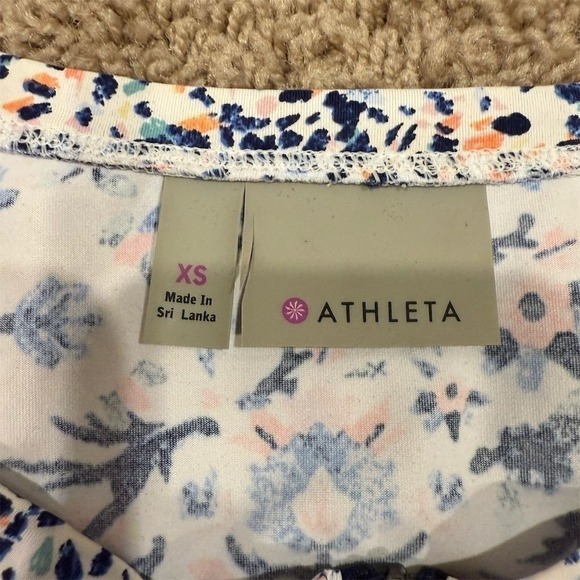 XS
Made In
Sri Lanka
ATHLETA